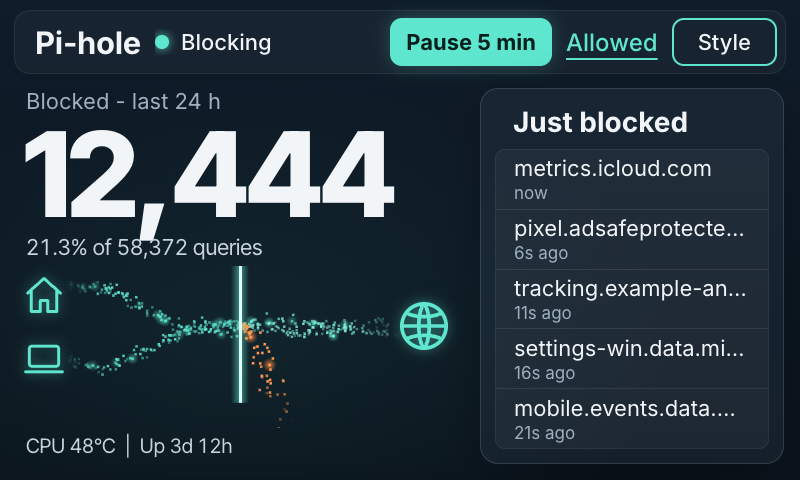 Pi-hole
Blocking
Pause 5 min
Allowed
Style
Blocked - last 24 h
12,444
21.3% of 58,372 queries
CPU 48°C | Up 3d 12h
Just blocked
metrics.icloud.com
now
pixel.adsafeprotecte...
6s ago
tracking.example-an...
11s ago
settings-win.data.mi...
16s ago
mobile.events.data....
21s ago